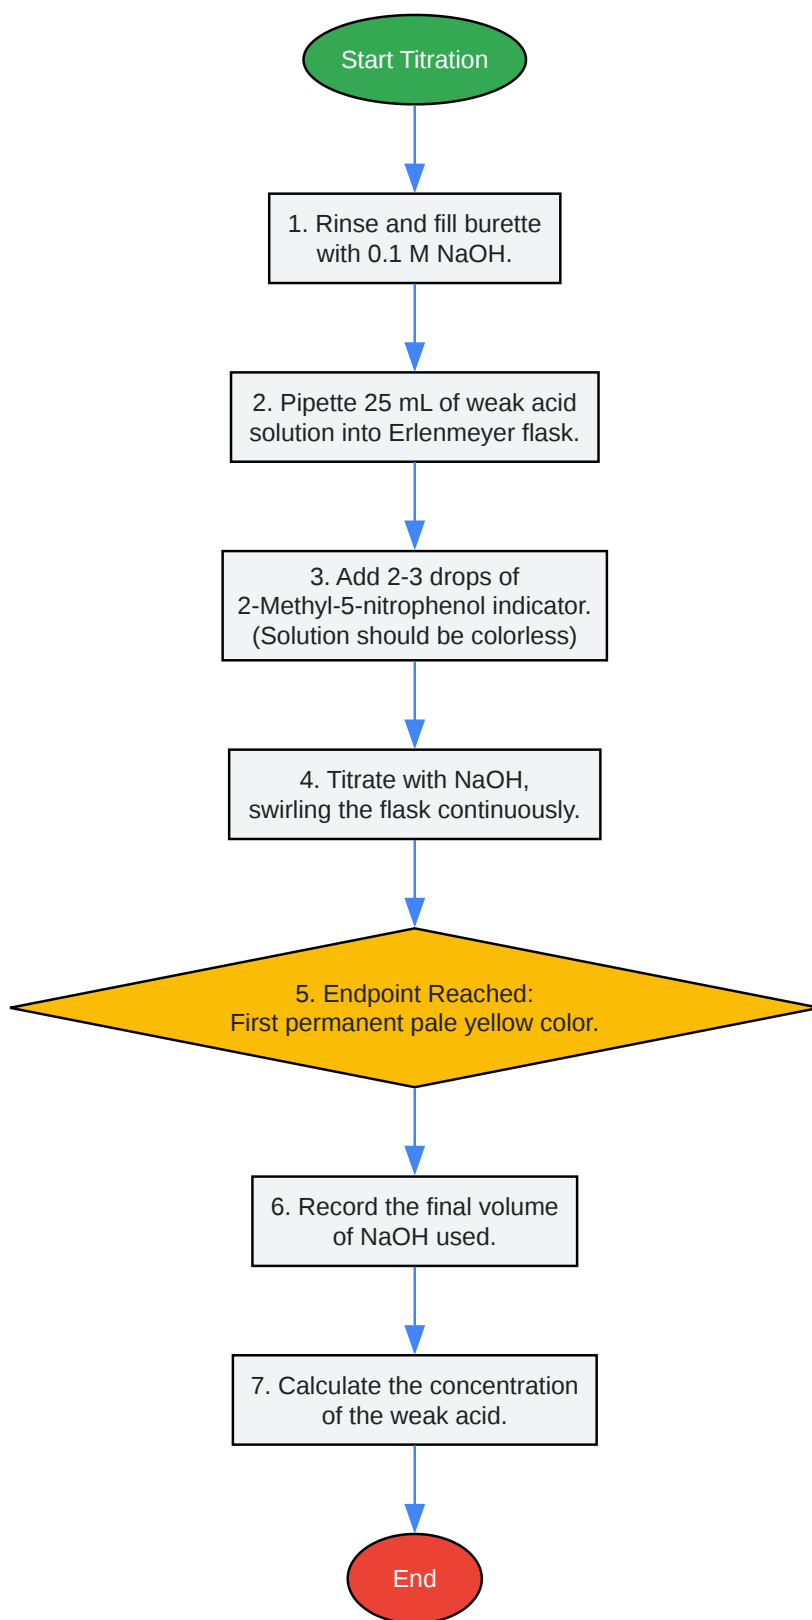 Start Titration
1. Rinse and fill burette
with 0.1 M NaOH.
2. Pipette 25 mL of weak acid
solution into Erlenmeyer flask.
3. Add 2-3 drops of
2-Methyl-5-nitrophenol indicator.
(Solution should be colorless)
4. Titrate with NaOH,
swirling the flask continuously.
5. Endpoint Reached:
First permanent pale yellow color.
6. Record the final volume
of NaOH used.
7. Calculate the concentration
of the weak acid.
End